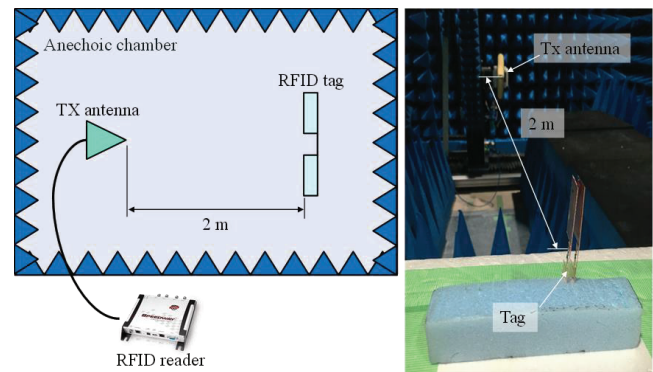 Anechoic chamber
RFID tag
TX antenna
2 m
RFID reader
Tx antenna
2 m
Tag